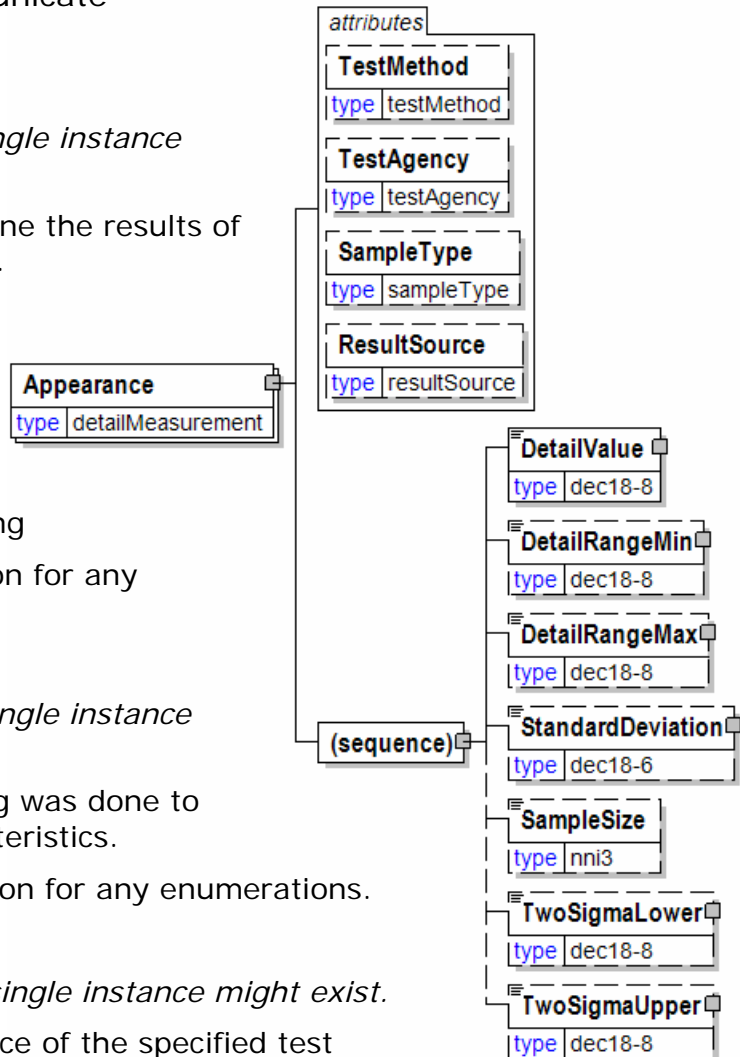 unicate
ngle instance
ne the results of
.
ng
on for any
ngle instance
g was done to
teristics.
on for any enumerations.
single instance might exist.
ce of the specified test
attributes
TestMethod
type testMethod
TestAgency
type testAgency
SampleType
type sampleType
ResultSource
type resultSource
Appearance
type detailMeasurement
(sequence)
DetailValue
type dec18-8
DetailRangeMin
type dec18-8
DetailRangeMax
type dec18-8
StandardDeviation
type dec18-6
SampleSize
type nni3
TwoSigmaLower
type dec18-8
TwoSigmaUpper
type dec18-8